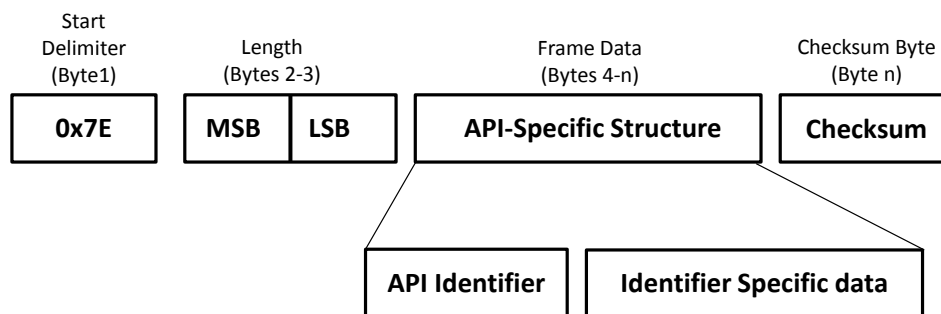 Start
Delimiter
(Byte1)
Length
(Bytes 2-3)
Frame Data
(Bytes 4-n)
Checksum Byte
(Byte n)
0x7E
MSB
LSB
API-Specific Structure
Checksum
API Identifier
Identifier Specific data